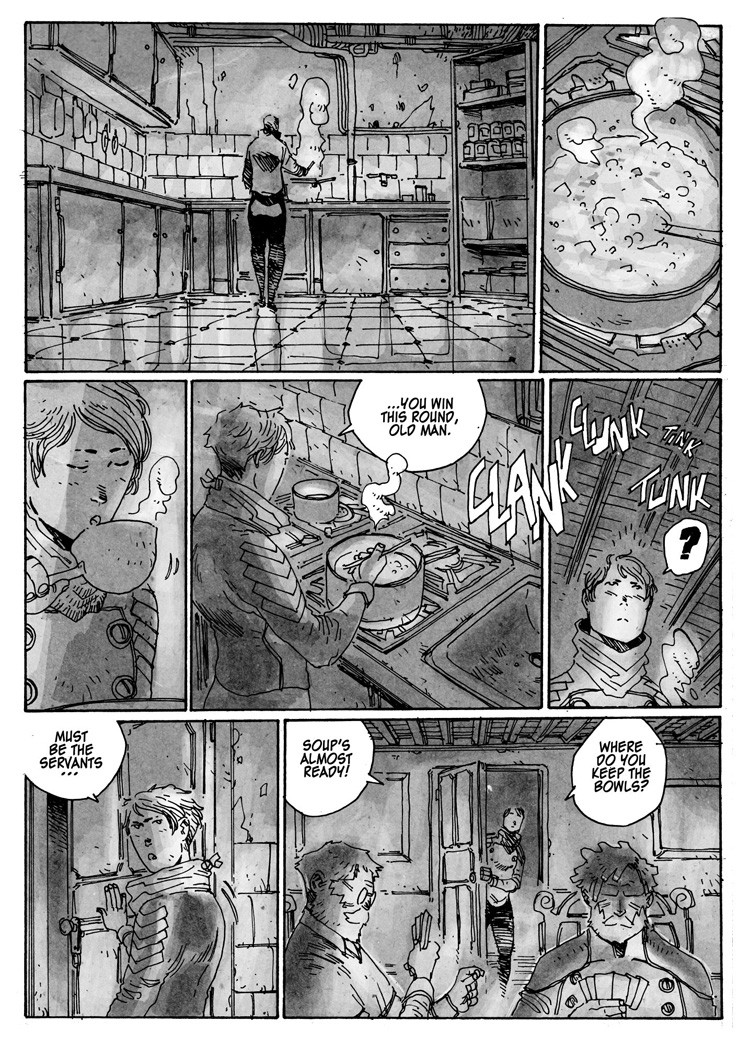 ...YOU WIN
THIS ROUND,
OLD MAN.
CLANK
CLUNK
TINK
TUNK
?
MUST
BE THE
SERVANTS
...
SOUP'S
ALMOST
READY!
WHERE
DO YOU
KEEP THE
BOWLS?